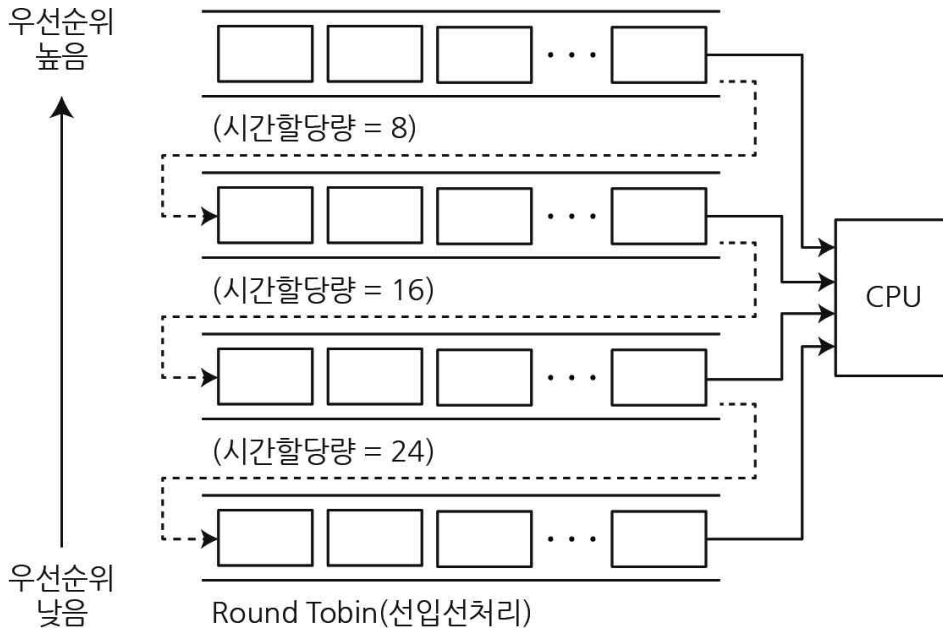 우선순위
높음
(시간할당량 = 8)
(시간할당량 = 16)
CPU
(시간할당량 = 24)
우선순위
낮음
Round Tobin(선입선처리)